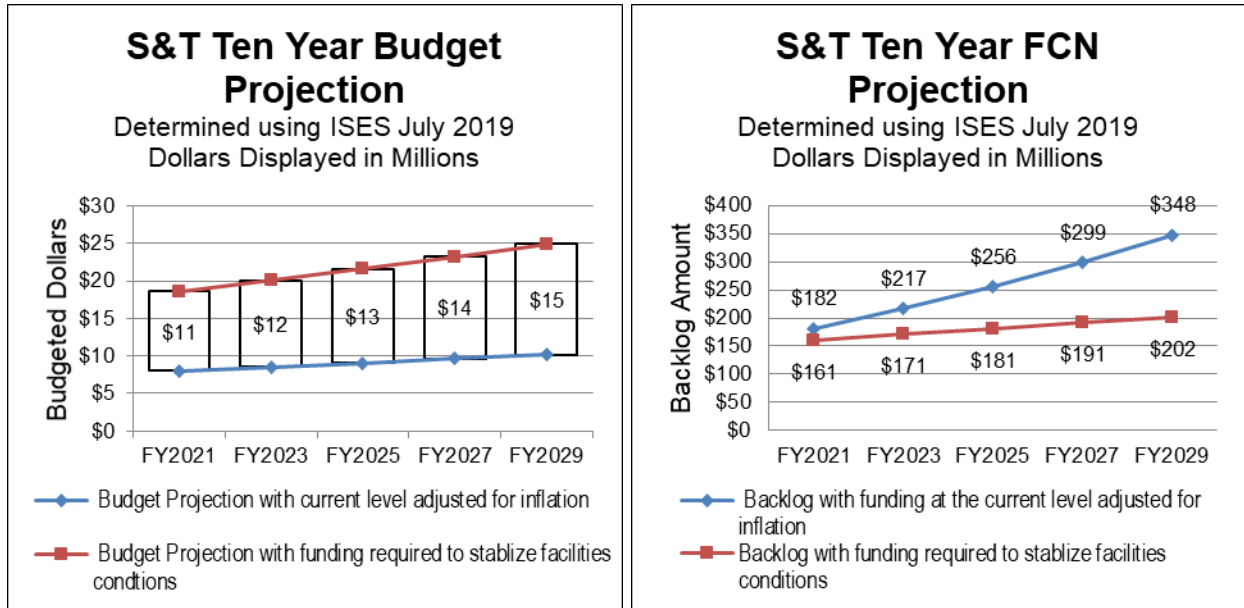 S&T Ten Year Budget
Projection
Determined using ISES July 2019
Dollars Displayed in Millions
Budgeted Dollars
$30
$25
$20
$15
$10
$5
$0
$11
$12
$13
$14
$15
FY2021
FY2023
FY2025
FY2027
FY2029
Budget Projection with current level adjusted for inflation
Budget Projection with funding required to stablize facilities
condtions
S&T Ten Year FCN
Projection
Determined using ISES July 2019
Dollars Displayed in Millions
Backlog Amount
$400
$350
$300
$250
$200
$150
$100
$50
$0
$182
$217
$256
$299
$348
$161
$171
$181
$191
$202
FY2021
FY2023
FY2025
FY2027
FY2029
Backlog with funding at the current level adjusted for
inflation
Backlog with funding required to stablize facilities
conditions